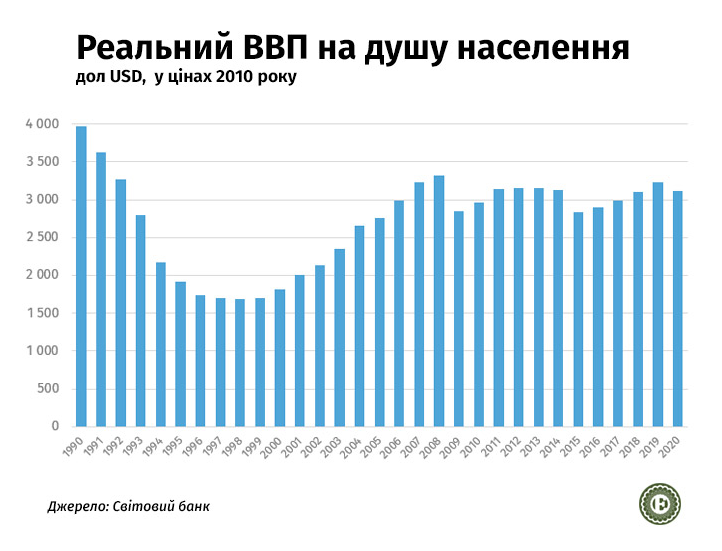 Реальний ВВП на душу населення
дол USD, у цінах 2010 року
4 000
3 500
3 000
2 500
2 000
1 500
1 000
500
0
1990 1991 1992 1993 1994 1995 1996 1997 1998 1999 2000 2001 2002 2003 2004 2005 2006 2007 2008 2009 2010 2011 2012 2013 2014 2015 2016 2017 2018 2019 2020
Джерело: Світовий банк